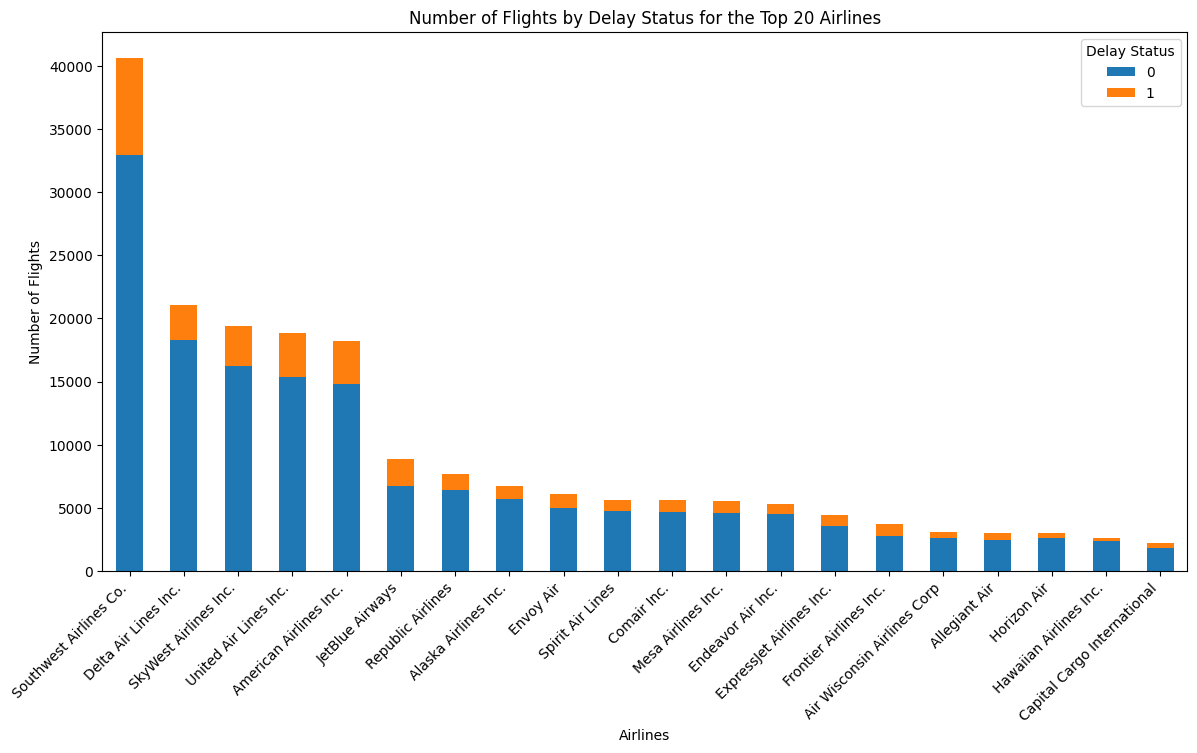 Number of Flights by Delay Status for the Top 20 Airlines
Delay Status
0
1
Number of Flights
40000
35000
30000
25000
20000
15000
10000
5000
0
Southwest Airlines Co.
Delta Air Lines Inc.
SkyWest Airlines Inc.
United Air Lines Inc.
American Airlines Inc.
JetBlue Airways
Republic Airlines
Alaska Airlines Inc.
Envoy Air
Spirit Air Lines
Comair Inc.
Mesa Airlines Inc.
Endeavor Air Inc.
ExpressJet Airlines Inc.
Frontier Airlines Inc.
Air Wisconsin Airlines Corp
Allegiant Air
Horizon Air
Hawaiian Airlines Inc.
Capital Cargo International
Airlines